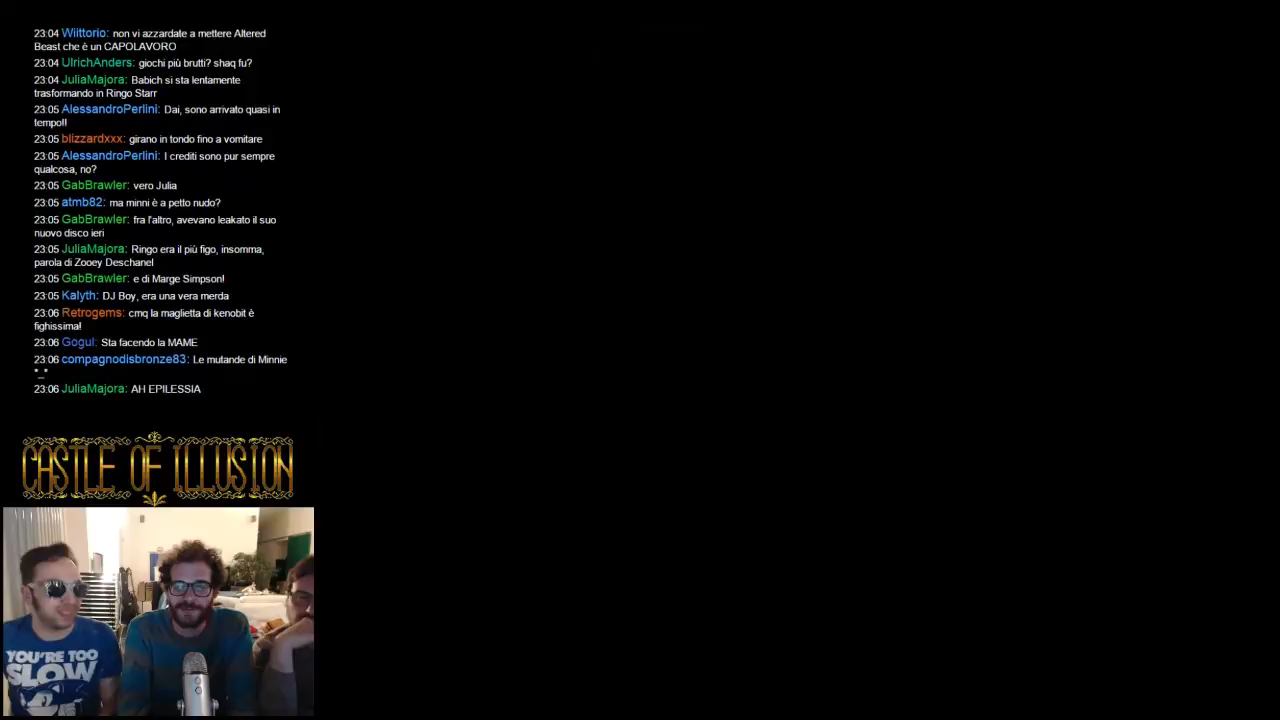 23:04 Wiittorio: non vi azzardate a mettere Altered
Beast che è un CAPOLAVORO
23:04 UlrichAnders: giochi più brutti? shaq fu?
23:04 JuliaMajora: Babich si sta lentamente
trasformando in Ringo Starr
23:05 AlessandroPerlini: Dai, sono arrivato quasi in
tempo!!
23:05 blizzardxxx: girano in tondo fino a vomitare
23:05 AlessandroPerlini: I crediti sono pur sempre
qualcosa, no?
23:05 GabBrawler: vero Julia
23:05 atmb82: ma minni è a petto nudo?
23:05 GabBrawler: fra l'altro, avevano leakato il suo
nuovo disco ieri
23:05 JuliaMajora: Ringo era il più figo, insomma,
parola di Zooey Deschanel
23:05 GabBrawler: e di Marge Simpson!
23:05 Kalyth: DJ Boy, era una vera merda
23:06 Retrogems: cmq la maglietta di kenobit è
fighissima!
23:06 Gogul: Sta facendo la MAME
23:06 compagnodisbronze83: Le mutande di Minnie
*_*
23:06 JuliaMajora: AH EPILESSIA
CASTLE OF ILLUSION
YOU'RE TOO
SLOW